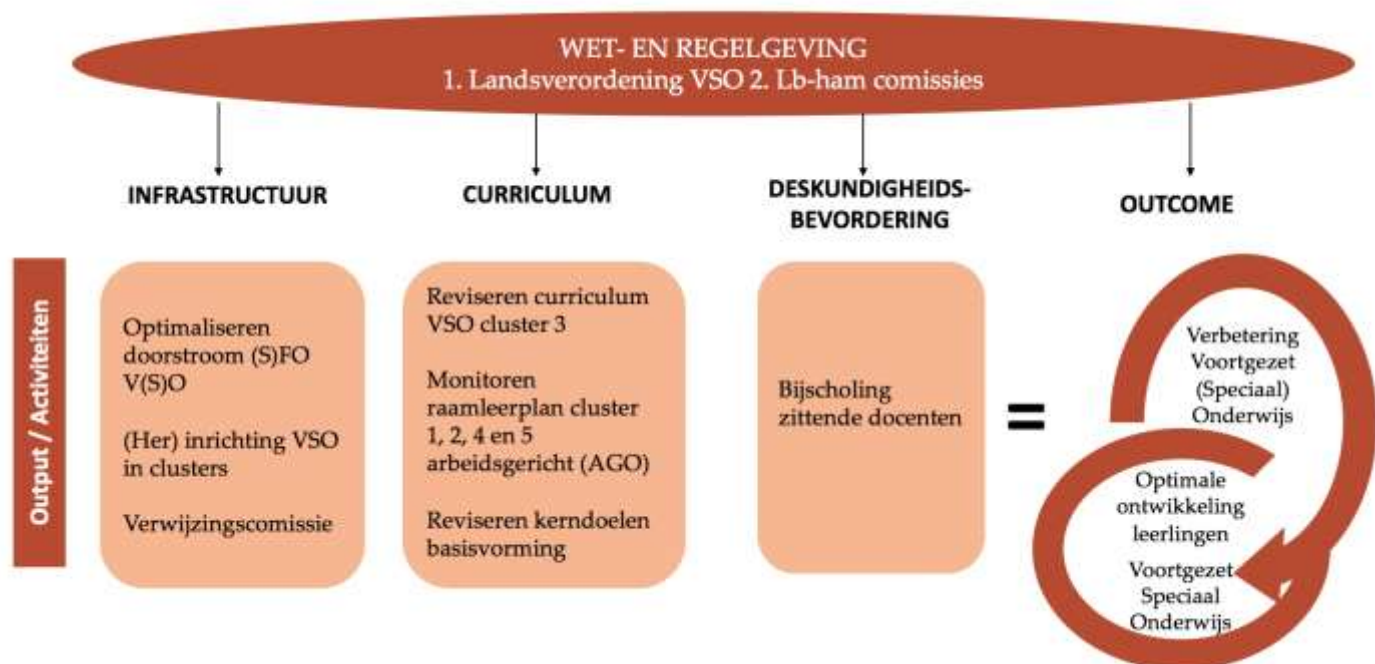 WET- EN REGELGEVING
1. Landsverordening VSO 2. Lb-ham comissies
INFRASTRUCTUUR
CURRICULUM
DESKUNDIGHEIDS-
BEVORDERING
OUTCOME
Output / Activiteiten
Optimaliseren
doorstroom (S)FO
V(S)O
(Her) inrichting VSO
in clusters
Verwijzingscomissie
Reviseren curriculum
VSO cluster 3
Monitoren
raamleerplan cluster
1, 2, 4 en 5
arbeidsgericht (AGO)
Reviseren kerndoelen
basisvorming
Bijscholing
zittende docenten
=
Verbetering
Voortgezet
(Speciaal)
Onderwijs
Optimale
ontwikkeling
leerlingen
Voortgezet
Speciaal
Onderwijs